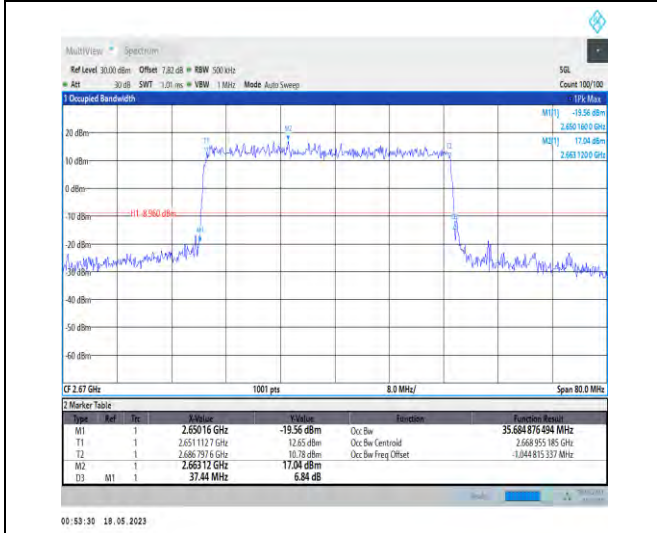 MultiView Spectrum
Ref Level 30.00 dBm Offset 7.82 dB RBW 500 kHz SGL
Att 30 dB SWT 1.01 ms VBW 1 MHz Mode Auto Sweep Count 100/100
1 Occupied Bandwidth 1Pk Max
M1[1] -19.56 dBm
2.650 160 0 GHz
M2[1] 17.04 dBm
2.663 120 0 GHz
M2
T1
T2
20 dBm
10 dBm
0 dBm
H1 -8.960 dBm
-10 dBm
M1
D3
-20 dBm
-30 dBm
-40 dBm
-50 dBm
-60 dBm
CF 2.67 GHz 1001 pts 8.0 MHz/ Span 80.0 MHz
2 Marker Table
Type Ref Trc X-Value Y-Value Function Function Result
M1 1 2.65016 GHz -19.56 dBm Occ Bw 35.684 876 494 MHz
T1 1 2.6511127 GHz 12.65 dBm Occ Bw Centroid 2.668 955 185 GHz
T2 1 2.686 797 6 GHz 10.78 dBm Occ Bw Freq Offset -1.044 815 337 MHz
M2 1 2.66312 GHz 17.04 dBm
D3 M1 1 37.44 MHz 6.84 dB
Ready
00:53:30 18.05.2023